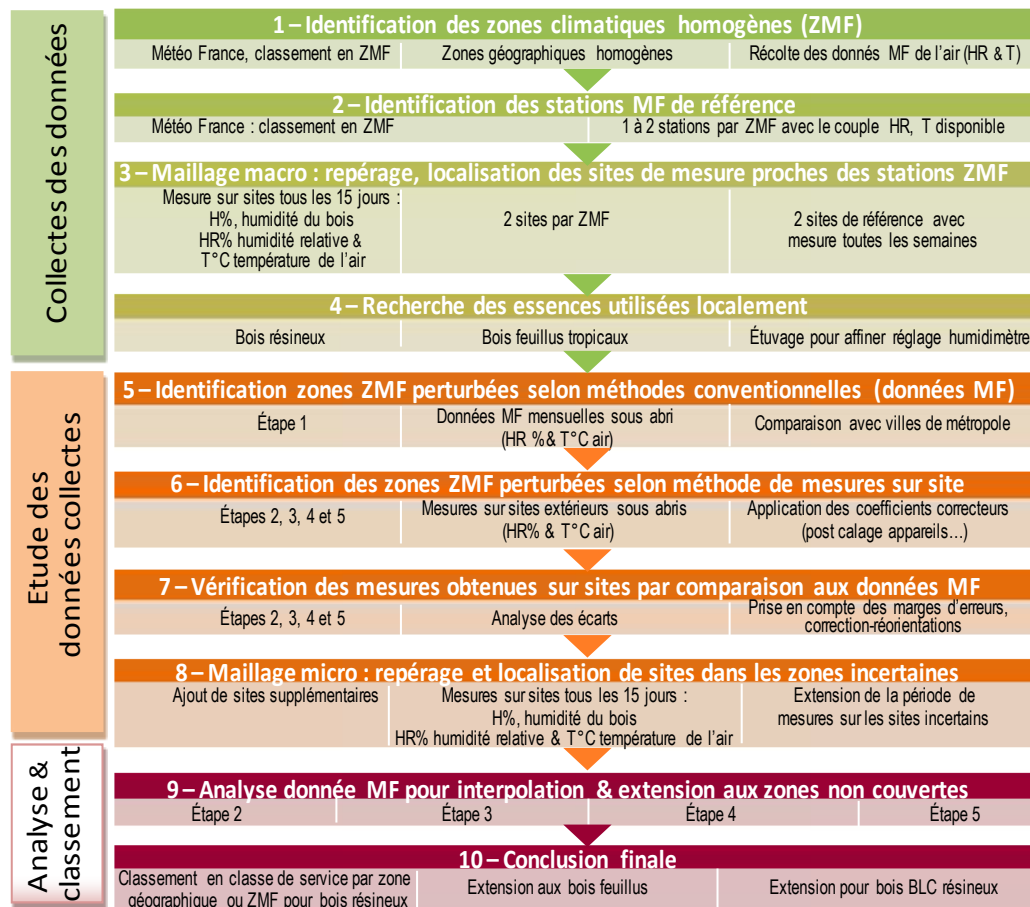 Collectes des données
1 – Identification des zones climatiques homogènes (ZMF)
Météo France, classement en ZMF
Zones géographiques homogènes
Récolte des donnés MF de l'air (HR & T)
2 – Identification des stations MF de référence
Météo France : classement en ZMF
1 à 2 stations par ZMF avec le couple HR, T disponible
3 – Maillage macro : repérage, localisation des sites de mesure proches des stations ZMF
Mesure sur sites tous les 15 jours :
H%, humidité du bois
HR% humidité relative &
T°C température de l'air
2 sites par ZMF
2 sites de référence avec
mesure toutes les semaines
4 – Recherche des essences utilisées localement
Bois résineux
Bois feuillus tropicaux
Étuvage pour affiner réglage humidimètre
Etude des
données collectes
5 – Identification zones ZMF perturbées selon méthodes conventionnelles (données MF)
Étape 1
Données MF mensuelles sous abri
(HR % & T°C air)
Comparaison avec villes de métropole
6 – Identification des zones ZMF perturbées selon méthode de mesures sur site
Étapes 2, 3, 4 et 5
Mesures sur sites extérieurs sous abris
(HR% & T°C air)
Application des coefficients correcteurs
(post calage appareils…)
7 – Vérification des mesures obtenues sur sites par comparaison aux données MF
Étapes 2, 3, 4 et 5
Analyse des écarts
Prise en compte des marges d'erreurs,
correction-réorientations
8 – Maillage micro : repérage et localisation de sites dans les zones incertaines
Ajout de sites supplémentaires
Mesures sur sites tous les 15 jours :
H%, humidité du bois
HR% humidité relative & T°C température de l'air
Extension de la période de
mesures sur les sites incertains
Analyse &
classement
9 – Analyse donnée MF pour interpolation & extension aux zones non couvertes
Étape 2
Étape 3
Étape 4
Étape 5
10 – Conclusion finale
Classement en classe de service par zone
géographique ou ZMF pour bois résineux
Extension aux bois feuillus
Extension pour bois BLC résineux